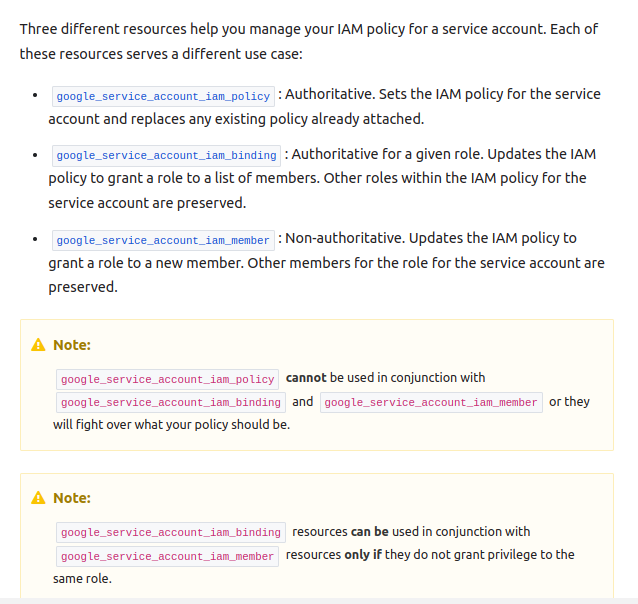 Three different resources help you manage your IAM policy for a service account. Each of
these resources serves a different use case:
• google_service_account_iam_policy : Authoritative. Sets the IAM policy for the service
account and replaces any existing policy already attached.
• google_service_account_iam_binding : Authoritative for a given role. Updates the IAM
policy to grant a role to a list of members. Other roles within the IAM policy for the
service account are preserved.
• google_service_account_iam_member : Non-authoritative. Updates the IAM policy to
grant a role to a new member. Other members for the role for the service account are
preserved.
Note:
google_service_account_iam_policy cannot be used in conjunction with
google_service_account_iam_binding and google_service_account_iam_member or they
will fight over what your policy should be.
Note:
google_service_account_iam_binding resources can be used in conjunction with
google_service_account_iam_member resources only if they do not grant privilege to the
same role.